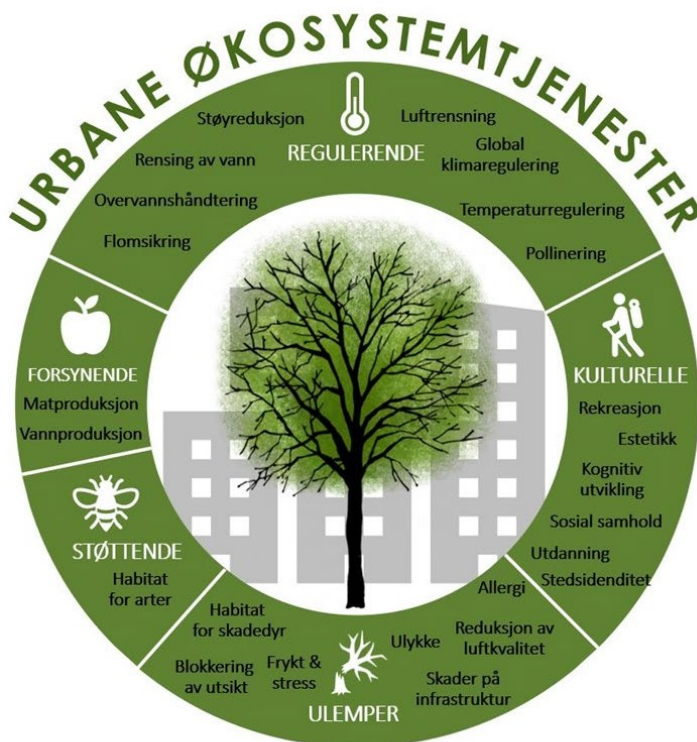 URBANE ØKOSYSTEMTJENESTER
REGULERENDE
Støyreduksjon
Rensing av vann
Overvannshåndtering
Flomsikring
Luftrensning
Global
klimaregulering
Temperaturregulering
Pollinering
KULTURELLE
Rekreasjon
Estetikk
Kognitiv
utvikling
Sosial samhold
Utdanning
Stedsidenditet
ULEMPER
Allergi
Ulykke
Reduksjon av
luftkvalitet
Skader på
infrastruktur
Habitat
for skadedyr
Blokkering
av utsikt
Frykt &
stress
STØTTENDE
Habitat
for arter
FORSYNENDE
Matproduksjon
Vannproduksjon